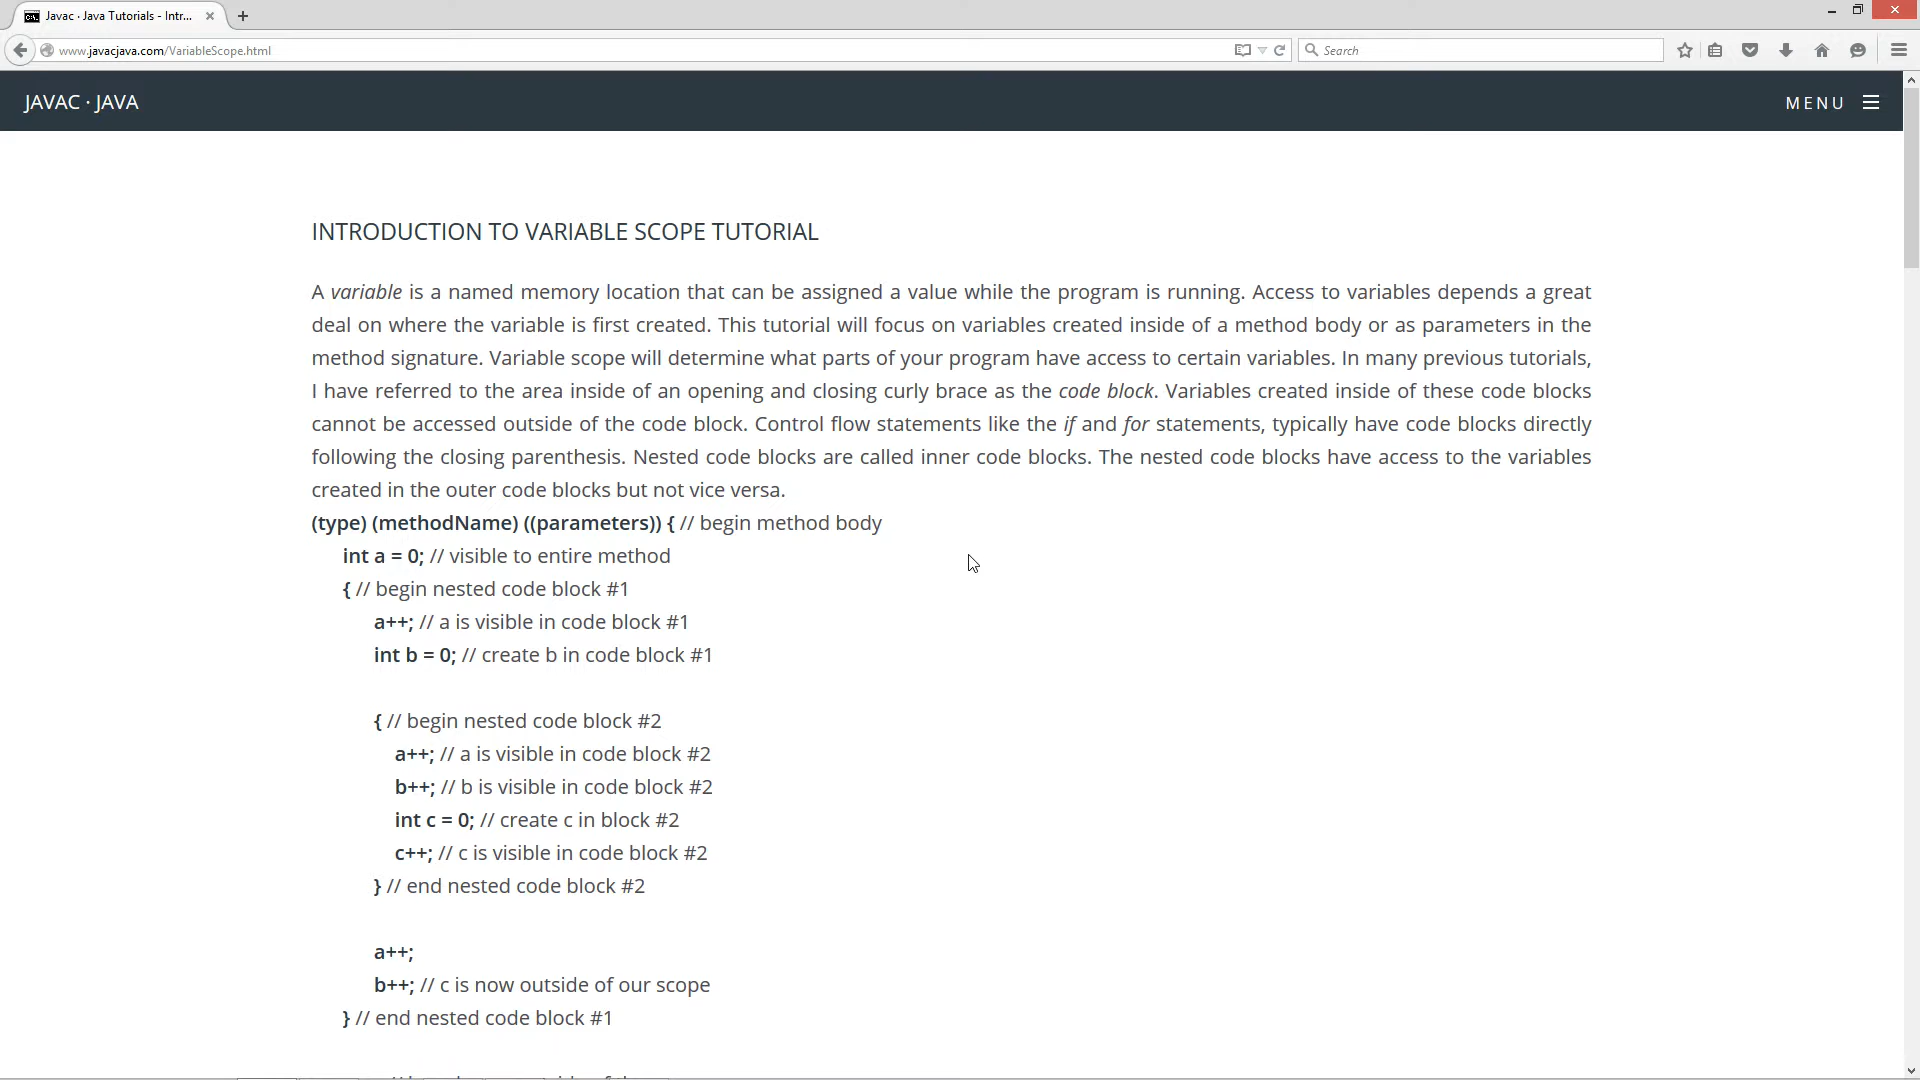 Javac · Java Tutorials - Intr...
www.javacjava.com/VariableScope.html
Search
JAVAC · JAVA
MENU
INTRODUCTION TO VARIABLE SCOPE TUTORIAL
A variable is a named memory location that can be assigned a value while the program is running. Access to variables depends a great
deal on where the variable is first created. This tutorial will focus on variables created inside of a method body or as parameters in the
method signature. Variable scope will determine what parts of your program have access to certain variables. In many previous tutorials,
I have referred to the area inside of an opening and closing curly brace as the code block. Variables created inside of these code blocks
cannot be accessed outside of the code block. Control flow statements like the if and for statements, typically have code blocks directly
following the closing parenthesis. Nested code blocks are called inner code blocks. The nested code blocks have access to the variables
created in the outer code blocks but not vice versa.
(type) (methodName) ((parameters)) { // begin method body
int a = 0; // visible to entire method
{ // begin nested code block #1
a++; // a is visible in code block #1
int b = 0; // create b in code block #1
{ // begin nested code block #2
a++; // a is visible in code block #2
b++; // b is visible in code block #2
int c = 0; // create c in block #2
c++; // c is visible in code block #2
} // end nested code block #2
a++;
b++; // c is now outside of our scope
} // end nested code block #1